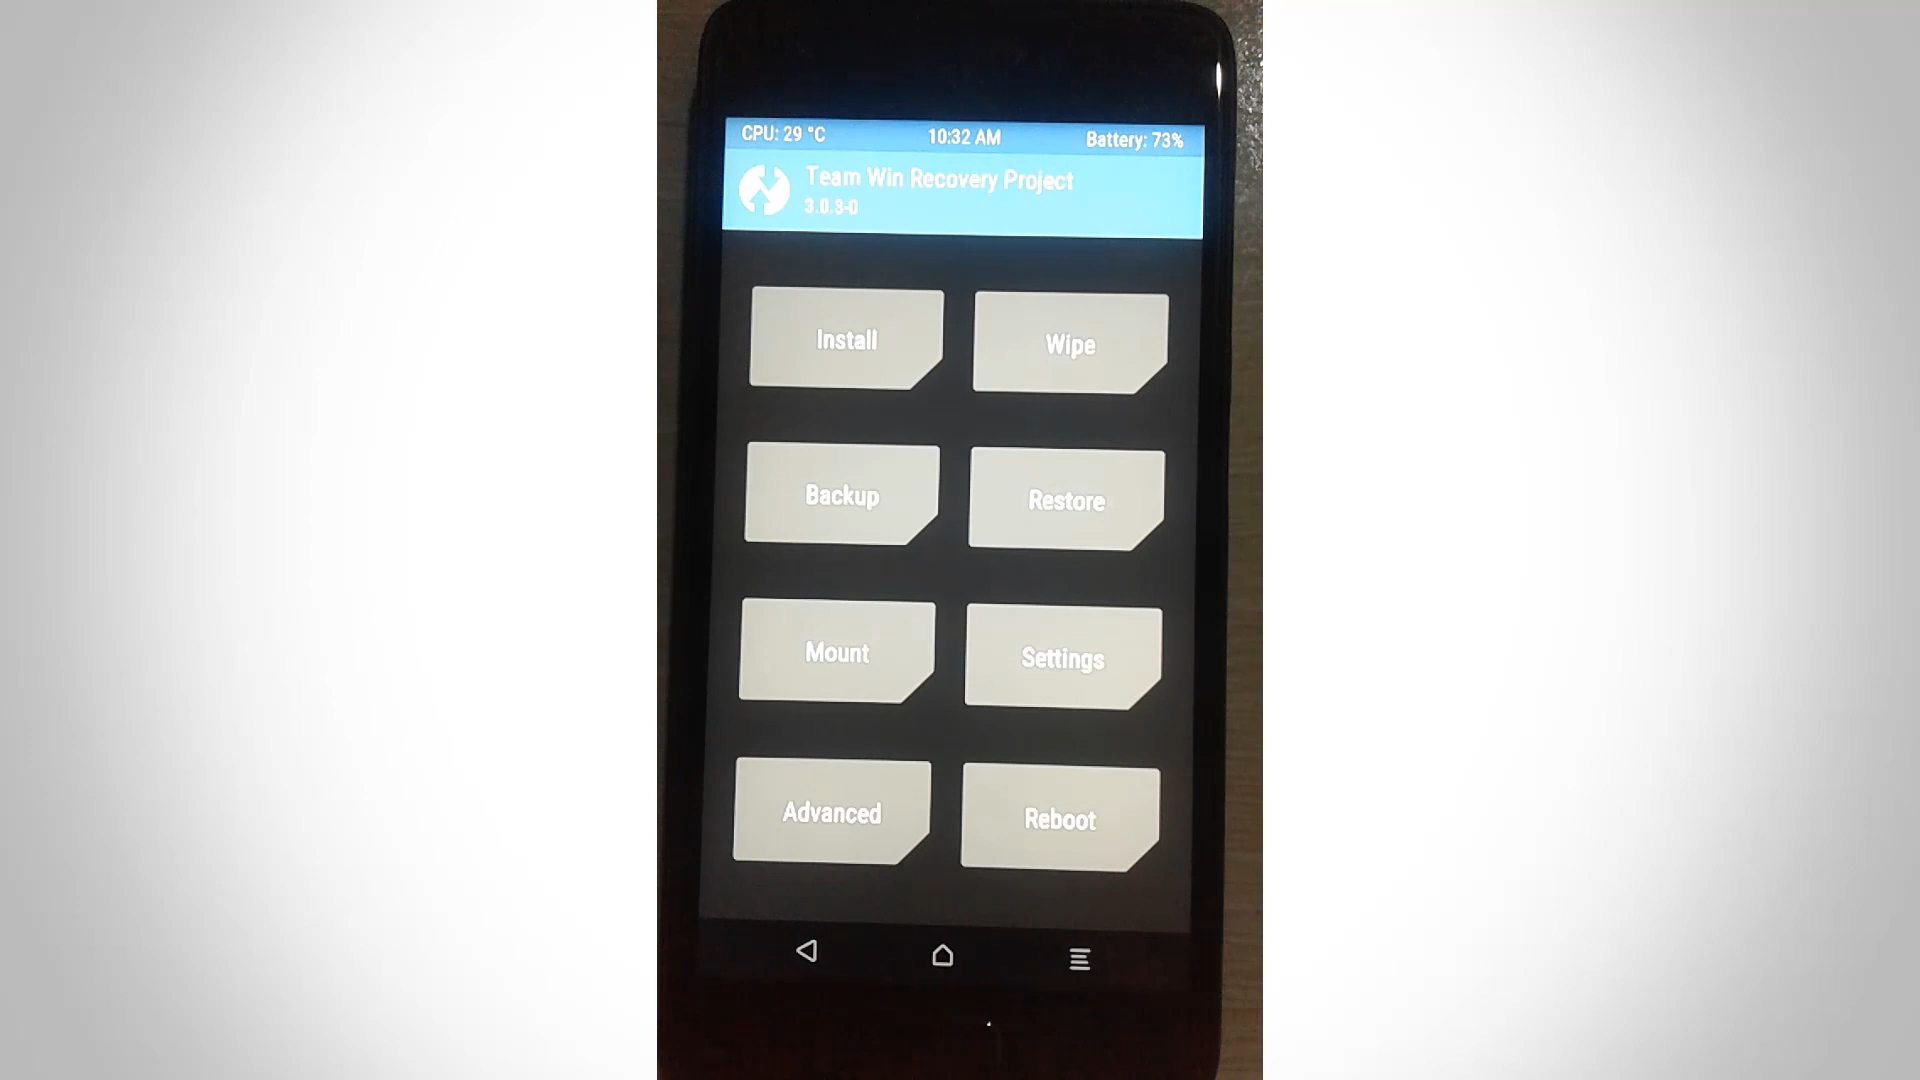 CPU: 29 °C 10:32 AM Battery: 73%
Team Win Recovery Project
3.0.3-0
Install Wipe
Backup Restore
Mount Settings
Advanced Reboot